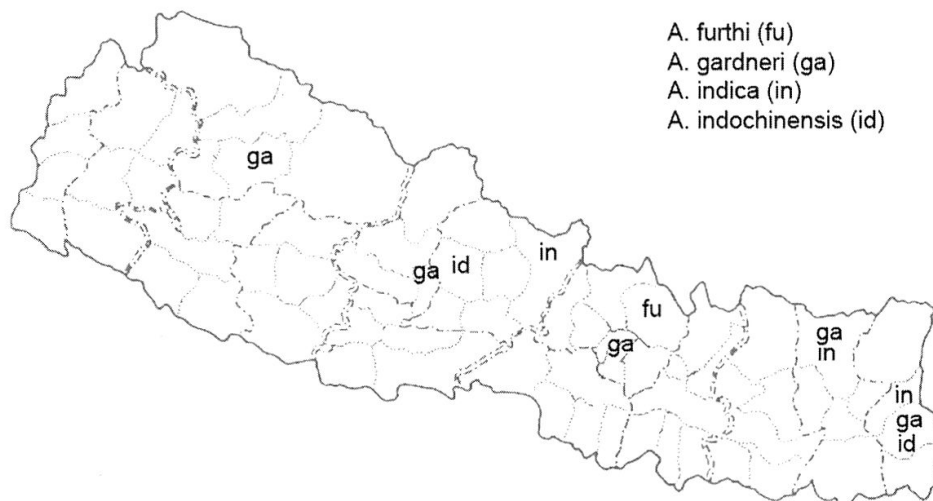 A. furthi (fu)
A. gardneri (ga)
A. indica (in)
A. indochinensis (id)
ga
in
ga id
fu
ga
ga
in
in
ga
id